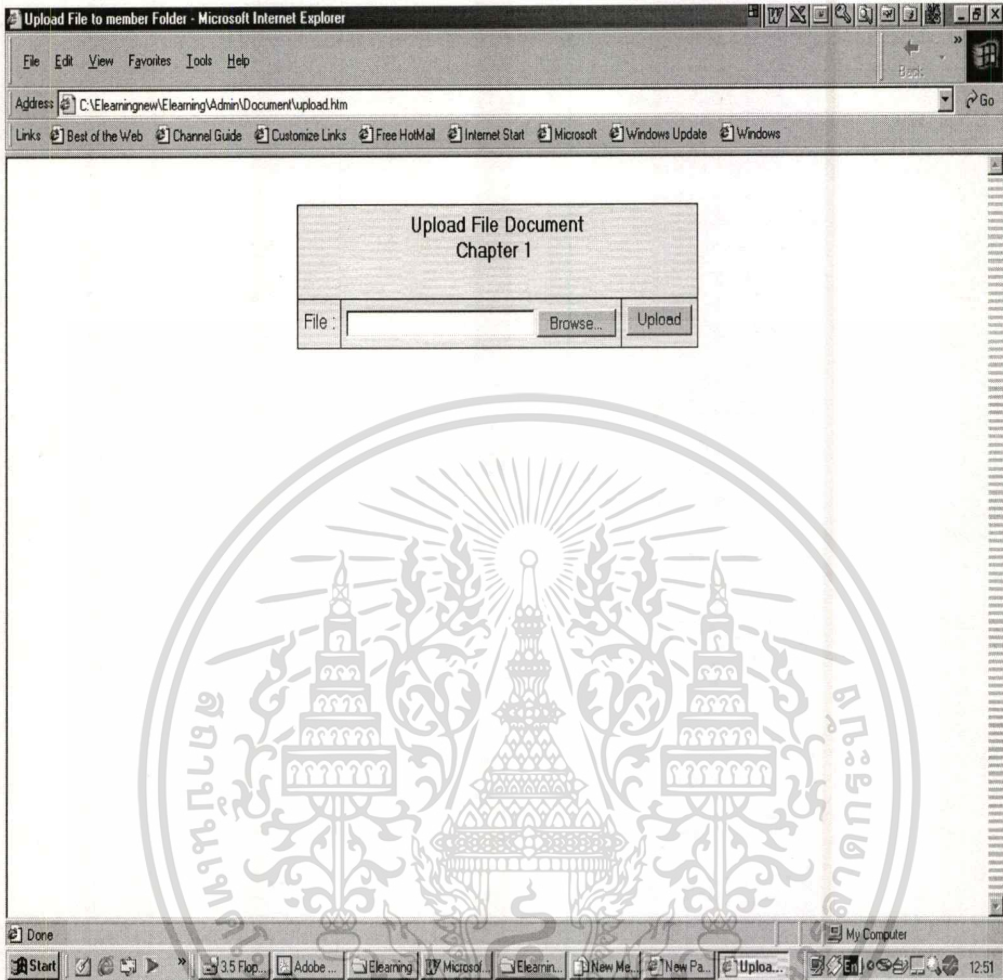 Upload File to member Folder - Microsoft Internet Explorer
File Edit View Favorites Tools Help
Back
Address C:\Elearningnew\Elearning\Admin\Document\upload.htm
Go
Links Best of the Web Channel Guide Customize Links Free HotMail Internet Start Microsoft Windows Update Windows
Upload File Document
Chapter 1
File :
Browse...
Upload
Done
My Computer
Start
3.5 Flop...
Adobe ...
Elearning
Microsof...
Elearnin...
New Me...
New Pa...
Uploa...
12:51